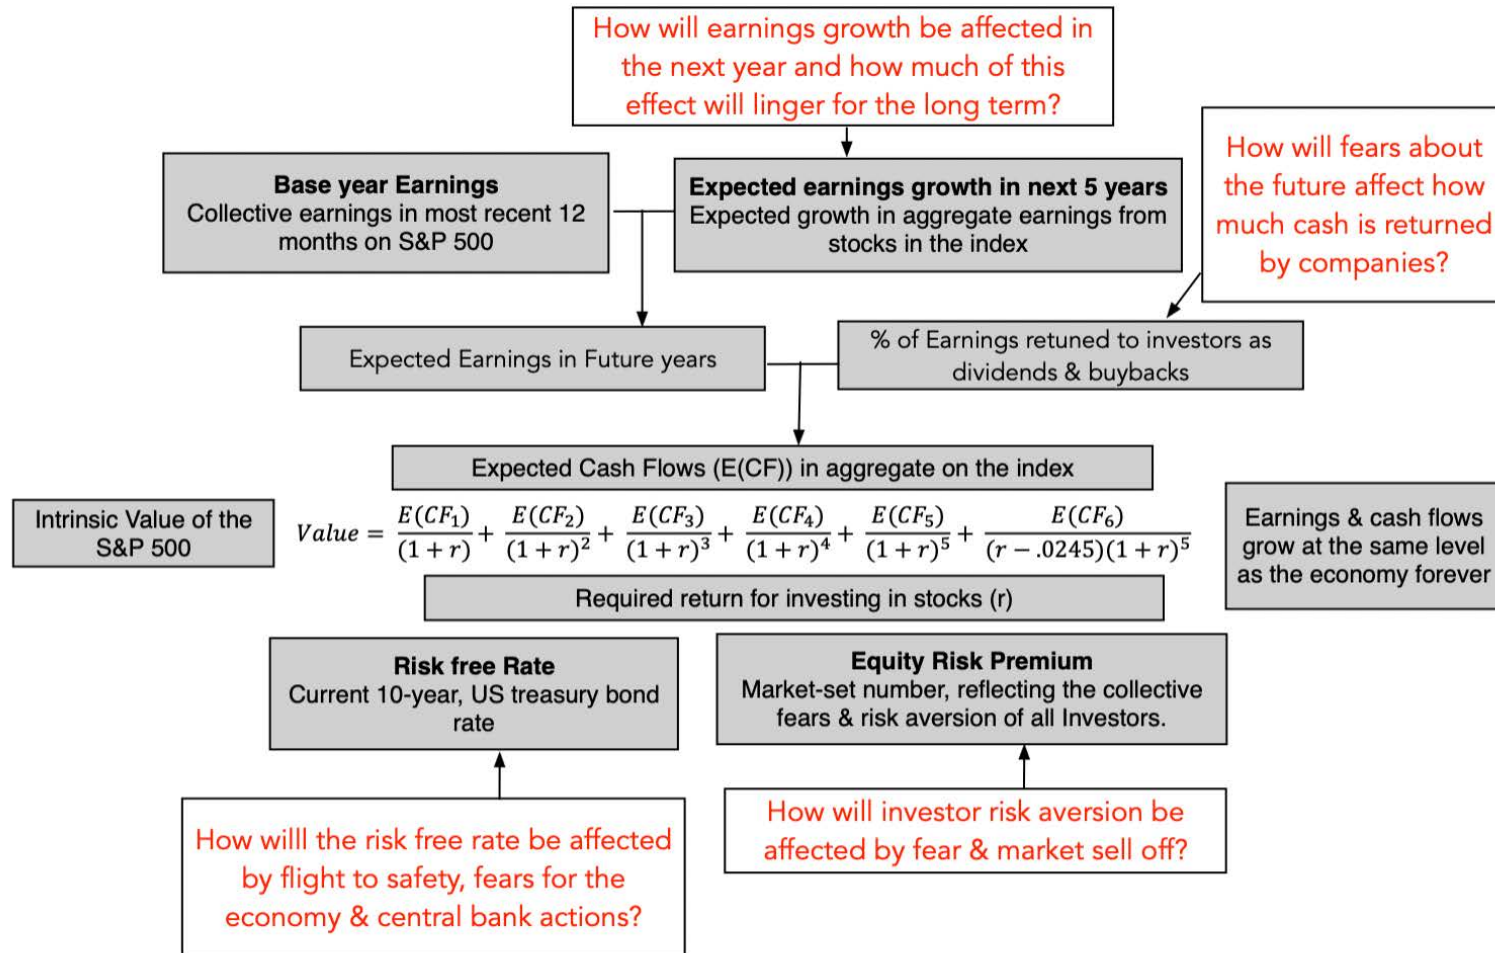 How will earnings growth be affected in
the next year and how much of this
effect will linger for the long term?
How will fears about
the future affect how
much cash is returned
by companies?
Base year Earnings
Collective earnings in most recent 12
months on S&P 500
Expected earnings growth in next 5 years
Expected growth in aggregate earnings from
stocks in the index
Expected Earnings in Future years
% of Earnings retuned to investors as
dividends & buybacks
Expected Cash Flows (E(CF)) in aggregate on the index
Intrinsic Value of the
S&P 500
Value = E(CF₁)/(1 + r) + E(CF₂)/(1 + r)² + E(CF₃)/(1 + r)³ + E(CF₄)/(1 + r)⁴ + E(CF₅)/(1 + r)⁵ + E(CF₆)/(r − .0245)(1 + r)⁵
Earnings & cash flows
grow at the same level
as the economy forever
Required return for investing in stocks (r)
Risk free Rate
Current 10-year, US treasury bond
rate
Equity Risk Premium
Market-set number, reflecting the collective
fears & risk aversion of all Investors.
How willl the risk free rate be affected
by flight to safety, fears for the
economy & central bank actions?
How will investor risk aversion be
affected by fear & market sell off?